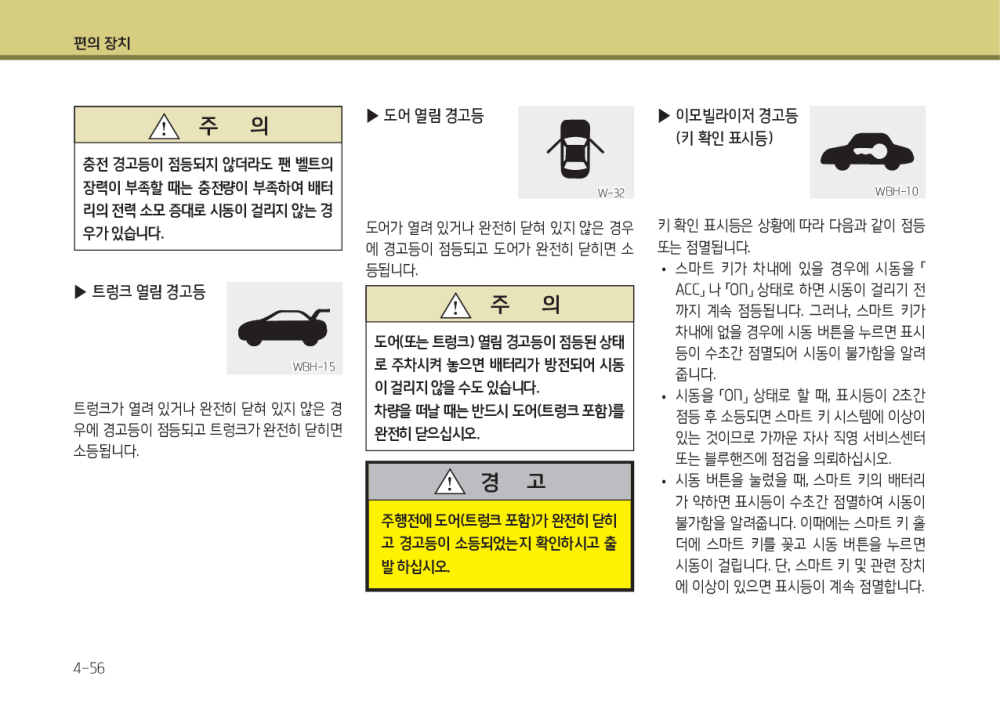 편의 장치
주 의
충전 경고등이 점등되지 않더라도 팬 벨트의
장력이 부족할 때는 충전량이 부족하여 배터
리의 전력 소모 증대로 시동이 걸리지 않는 경
우가 있습니다.
▶ 트렁크 열림 경고등
WBH-15
트렁크가 열려 있거나 완전히 닫혀 있지 않은 경
우에 경고등이 점등되고 트렁크가 완전히 닫히면
소등됩니다.
▶ 도어 열림 경고등
W-32
도어가 열려 있거나 완전히 닫혀 있지 않은 경우
에 경고등이 점등되고 도어가 완전히 닫히면 소
등됩니다.
주 의
도어(또는 트렁크) 열림 경고등이 점등된 상태
로 주차시켜 놓으면 배터리가 방전되어 시동
이 걸리지 않을 수도 있습니다.
차량을 떠날 때는 반드시 도어(트렁크 포함)를
완전히 닫으십시오.
경 고
주행전에 도어(트렁크 포함)가 완전히 닫히
고 경고등이 소등되었는지 확인하시고 출
발 하십시오.
▶ 이모빌라이저 경고등
(키 확인 표시등)
WBH-10
키 확인 표시등은 상황에 따라 다음과 같이 점등
또는 점멸됩니다.
• 스마트 키가 차내에 있을 경우에 시동을 「
ACC」나 「ON」 상태로 하면 시동이 걸리기 전
까지 계속 점등됩니다. 그러나, 스마트 키가
차내에 없을 경우에 시동 버튼을 누르면 표시
등이 수초간 점멸되어 시동이 불가함을 알려
줍니다.
• 시동을 「ON」 상태로 할 때, 표시등이 2초간
점등 후 소등되면 스마트 키 시스템에 이상이
있는 것이므로 가까운 자사 직영 서비스센터
또는 블루핸즈에 점검을 의뢰하십시오.
• 시동 버튼을 눌렀을 때, 스마트 키의 배터리
가 약하면 표시등이 수초간 점멸하여 시동이
불가함을 알려줍니다. 이때에는 스마트 키 홀
더에 스마트 키를 꽂고 시동 버튼을 누르면
시동이 걸립니다. 단, 스마트 키 및 관련 장치
에 이상이 있으면 표시등이 계속 점멸합니다.
4-56